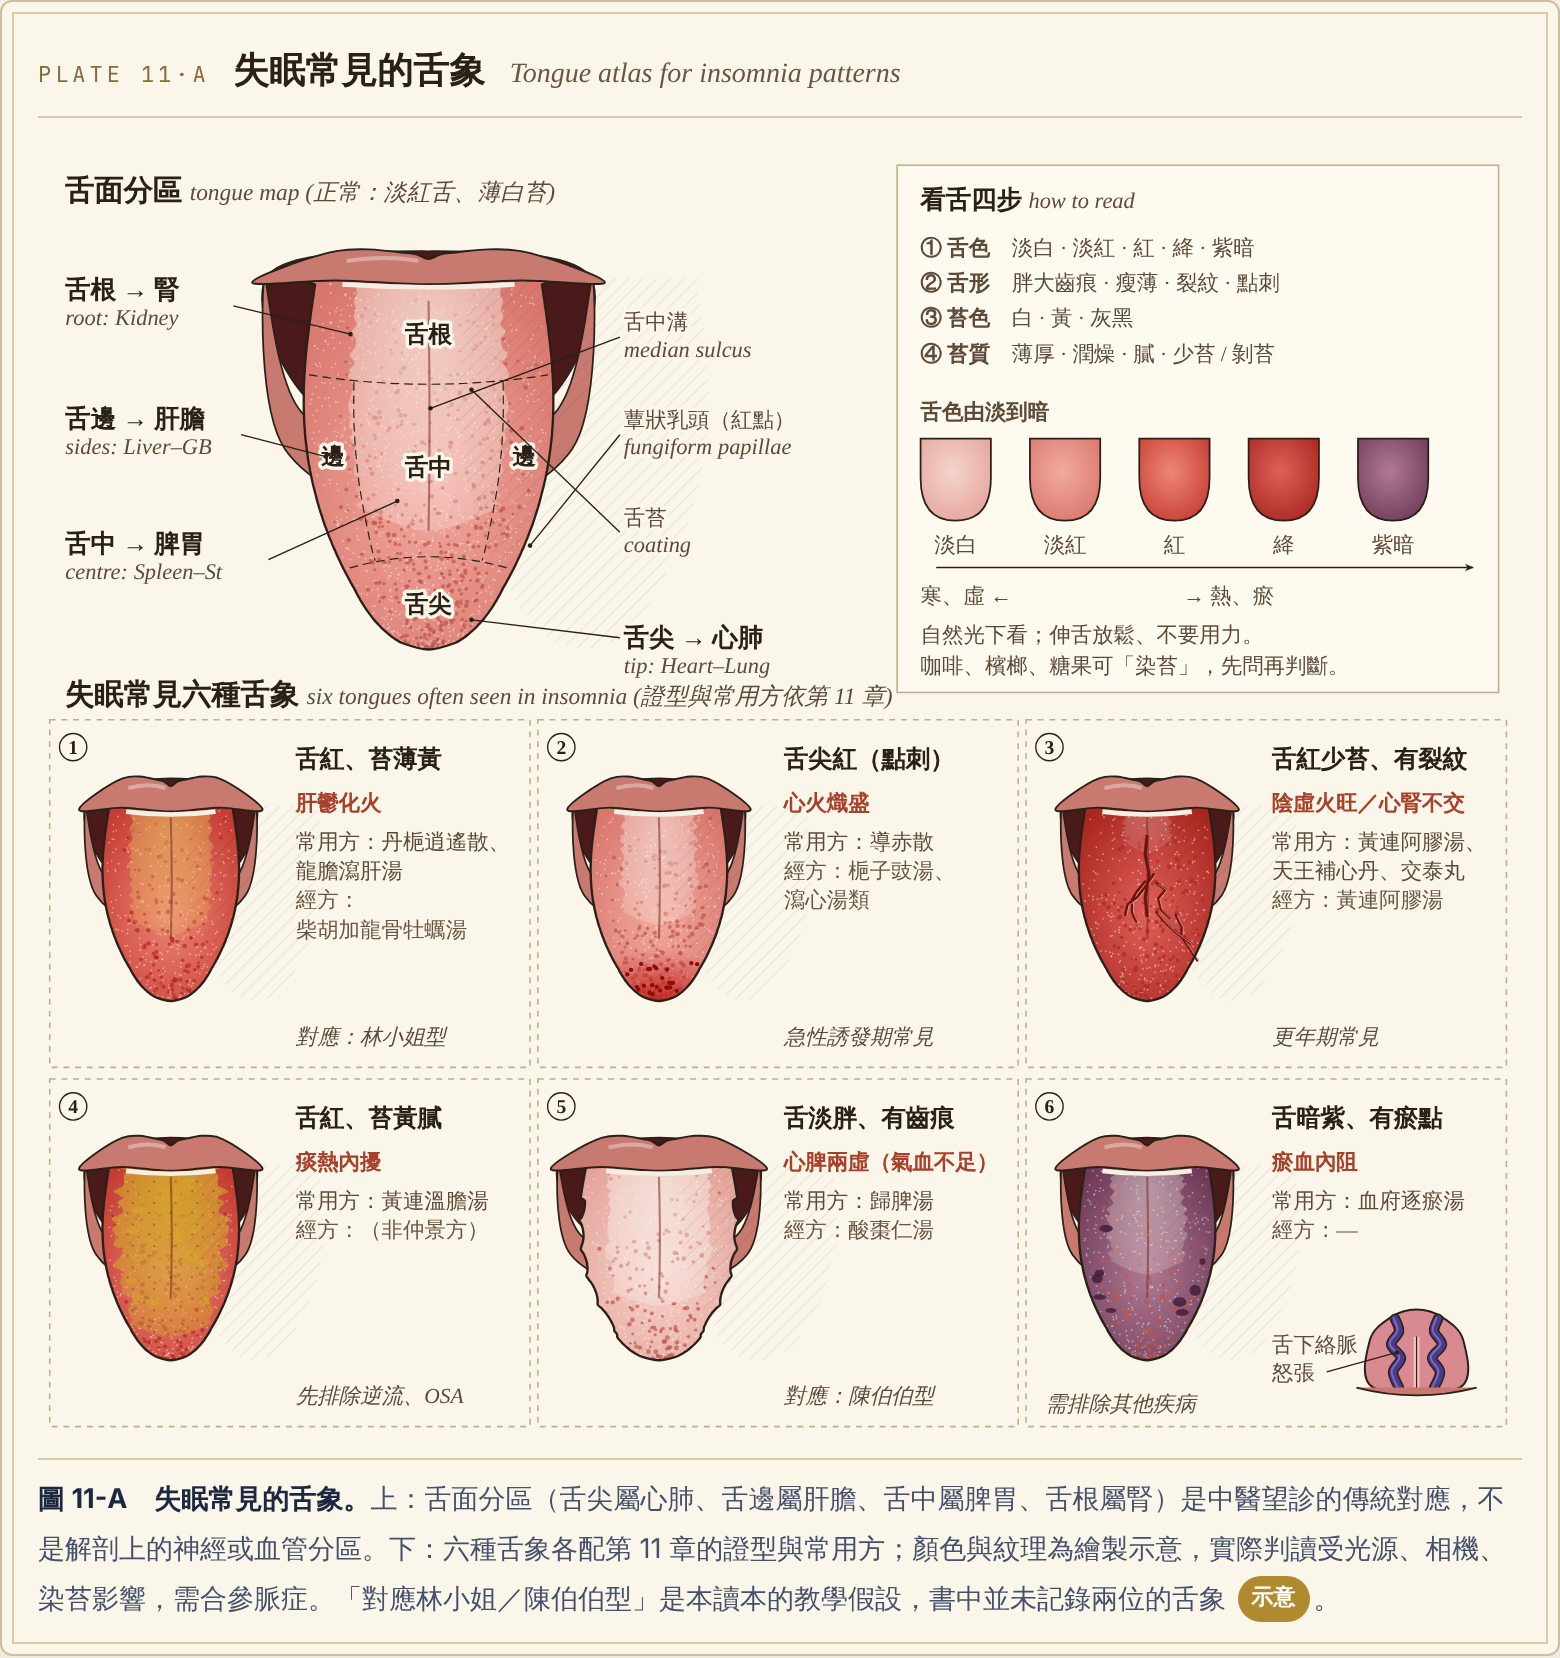 PLATE 11·A 失眠常見的舌象 Tongue atlas for insomnia patterns
舌面分區 tongue map (正常：淡紅舌、薄白苔)
舌根 → 腎
root: Kidney
舌邊 → 肝膽
sides: Liver–GB
舌中 → 脾胃
centre: Spleen–St
舌根
邊
舌中
邊
舌尖
舌中溝
median sulcus
蕈狀乳頭（紅點）
fungiform papillae
舌苔
coating
舌尖 → 心肺
tip: Heart–Lung
看舌四步 how to read
① 舌色 淡白 · 淡紅 · 紅 · 絳 · 紫暗
② 舌形 胖大齒痕 · 瘦薄 · 裂紋 · 點刺
③ 苔色 白 · 黃 · 灰黑
④ 苔質 薄厚 · 潤燥 · 膩 · 少苔 / 剝苔
舌色由淡到暗
淡白 淡紅 紅 絳 紫暗
寒、虛 ← → 熱、瘀
自然光下看；伸舌放鬆、不要用力。
咖啡、檳榔、糖果可「染苔」，先問再判斷。
失眠常見六種舌象 six tongues often seen in insomnia (證型與常用方依第 11 章)
1
舌紅、苔薄黃
肝鬱化火
常用方：丹梔逍遙散、
龍膽瀉肝湯
經方：
柴胡加龍骨牡蠣湯
對應：林小姐型
2
舌尖紅（點刺）
心火熾盛
常用方：導赤散
經方：梔子豉湯、
瀉心湯類
急性誘發期常見
3
舌紅少苔、有裂紋
陰虛火旺／心腎不交
常用方：黃連阿膠湯、
天王補心丹、交泰丸
經方：黃連阿膠湯
更年期常見
4
舌紅、苔黃膩
痰熱內擾
常用方：黃連溫膽湯
經方：（非仲景方）
先排除逆流、OSA
5
舌淡胖、有齒痕
心脾兩虛（氣血不足）
常用方：歸脾湯
經方：酸棗仁湯
對應：陳伯伯型
6
舌暗紫、有瘀點
瘀血內阻
常用方：血府逐瘀湯
經方：—
舌下絡脈
怒張
需排除其他疾病
圖 11-A 失眠常見的舌象。上：舌面分區（舌尖屬心肺、舌邊屬肝膽、舌中屬脾胃、舌根屬腎）是中醫望診的傳統對應，不
是解剖上的神經或血管分區。下：六種舌象各配第 11 章的證型與常用方；顏色與紋理為繪製示意，實際判讀受光源、相機、
染苔影響，需合參脈症。「對應林小姐／陳伯伯型」是本讀本的教學假設，書中並未記錄兩位的舌象 示意 。